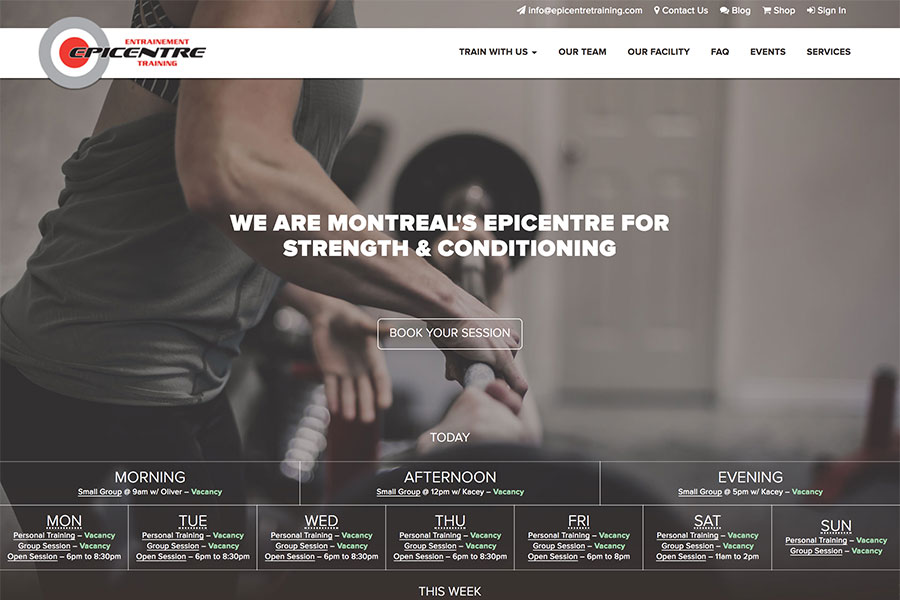 info@epicentretraining.com Contact Us Blog Shop Sign In
ENTRAINEMENT
EPICENTRE
TRAINING
TRAIN WITH US OUR TEAM OUR FACILITY FAQ EVENTS SERVICES
WE ARE MONTREAL'S EPICENTRE FOR
STRENGTH & CONDITIONING
BOOK YOUR SESSION
TODAY
MORNING
Small Group @ 9am w/ Oliver – Vacancy
AFTERNOON
Small Group @ 12pm w/ Kacey – Vacancy
EVENING
Small Group @ 5pm w/ Kacey – Vacancy
MON
Personal Training – Vacancy
Group Session – Vacancy
Open Session – 6pm to 8:30pm
TUE
Personal Training – Vacancy
Group Session – Vacancy
Open Session – 6pm to 8:30pm
WED
Personal Training – Vacancy
Group Session – Vacancy
Open Session – 6pm to 8:30pm
THU
Personal Training – Vacancy
Group Session – Vacancy
Open Session – 6pm to 8:30pm
FRI
Personal Training – Vacancy
Group Session – Vacancy
Open Session – 6pm to 8pm
SAT
Personal Training – Vacancy
Group Session – Vacancy
Open Session – 11am to 2pm
SUN
Personal Training – Vacancy
Group Session – Vacancy
THIS WEEK